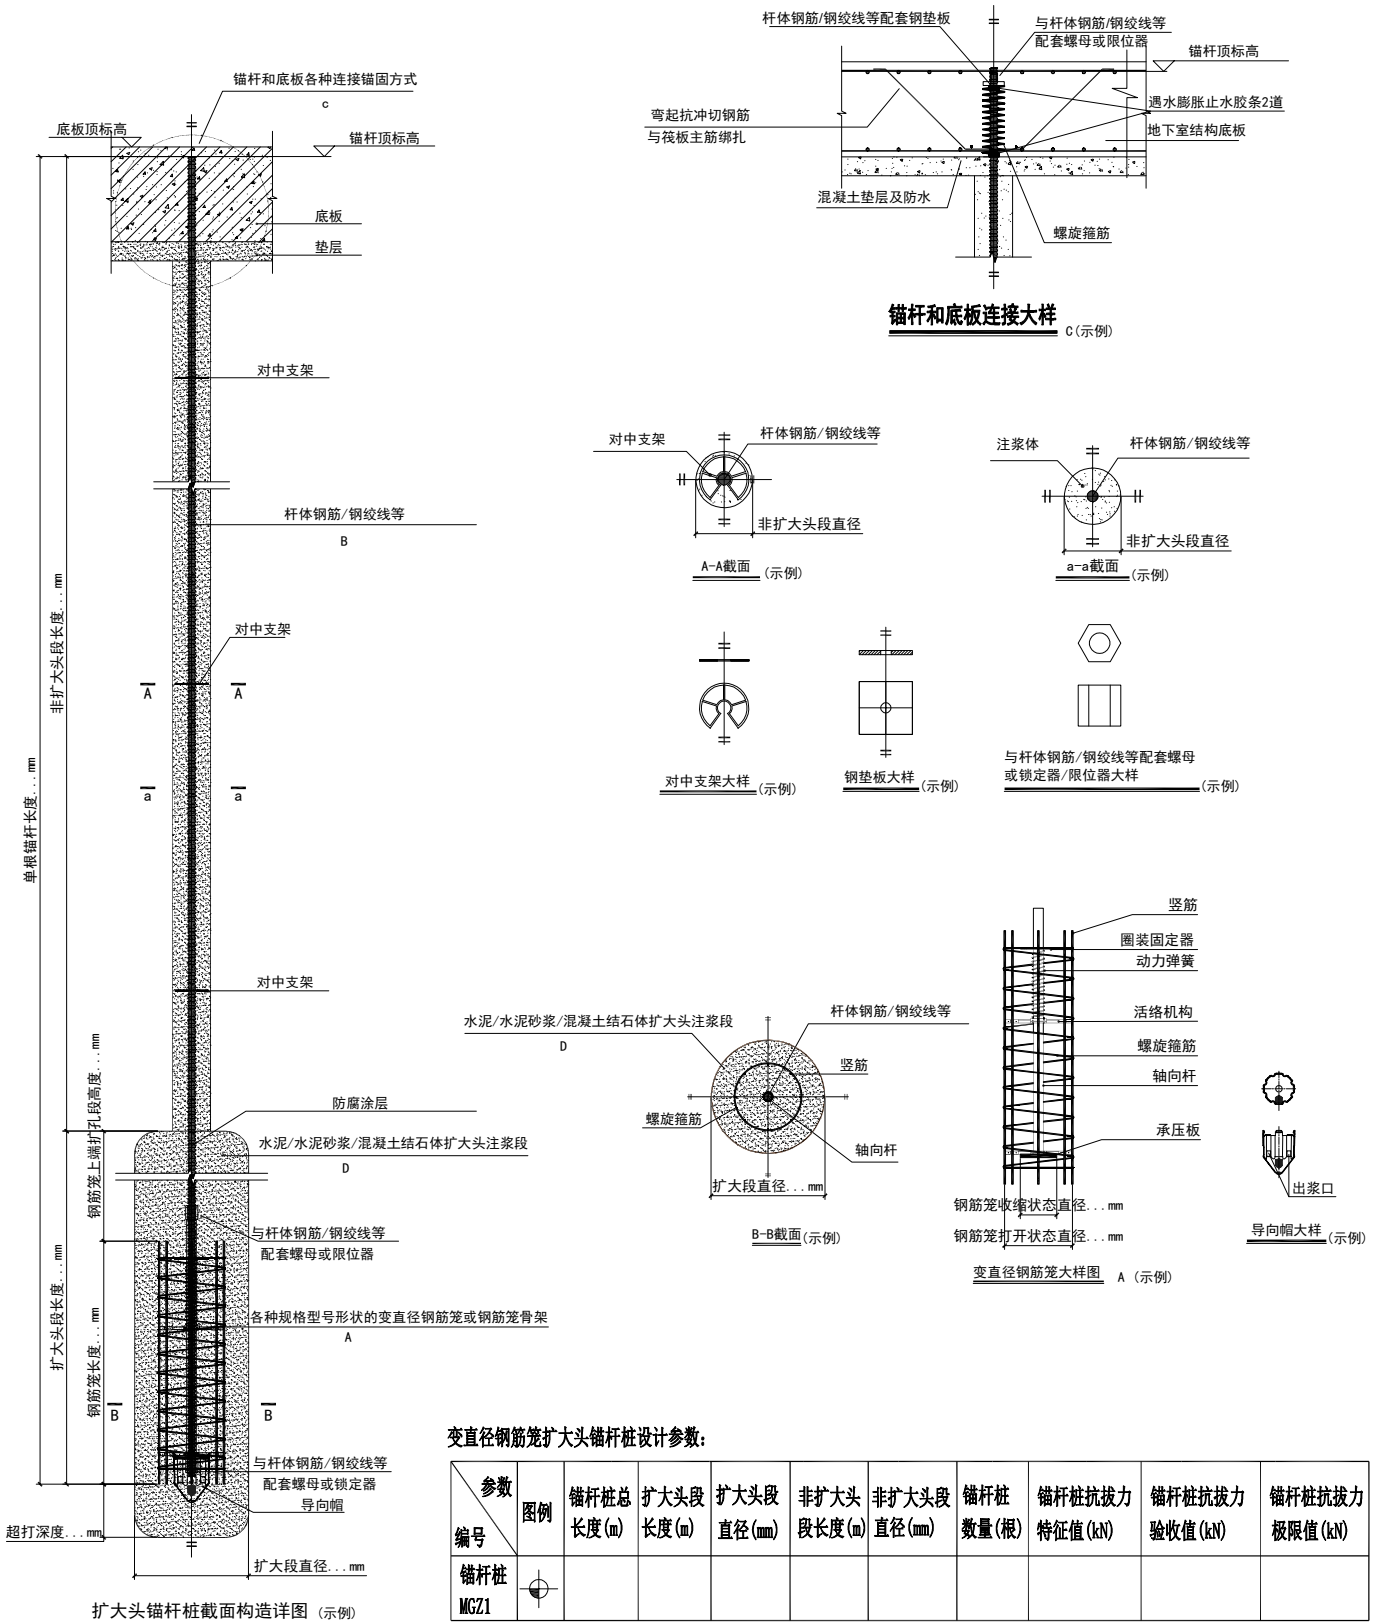 锚杆和底板各种连接锚固方式
c
底板顶标高
锚杆顶标高
底板
垫层
对中支架
杆体钢筋/钢绞线等
B
对中支架
A
A
a
a
非扩大头段长度...mm
单根锚杆长度...mm
对中支架
钢筋笼上端扩孔段高度...mm
防腐涂层
水泥/水泥砂浆/混凝土结石体扩大头注浆段
D
与杆体钢筋/钢绞线等
配套螺母或限位器
扩大头段长度...mm
钢筋笼长度...mm
各种规格型号形状的变直径钢筋笼或钢筋笼骨架
A
B
B
与杆体钢筋/钢绞线等
配套螺母或锁定器
导向帽
超打深度...mm
扩大段直径...mm
扩大头锚杆桩截面构造详图 (示例)
杆体钢筋/钢绞线等配套钢垫板
与杆体钢筋/钢绞线等
配套螺母或限位器
锚杆顶标高
弯起抗冲切钢筋
与筏板主筋绑扎
遇水膨胀止水胶条2道
地下室结构底板
混凝土垫层及防水
螺旋箍筋
锚杆和底板连接大样
C(示例)
对中支架
杆体钢筋/钢绞线等
非扩大头段直径
A-A截面 (示例)
注浆体
杆体钢筋/钢绞线等
非扩大头段直径
a-a截面 (示例)
对中支架大样 (示例)
钢垫板大样 (示例)
与杆体钢筋/钢绞线等配套螺母
或锁定器/限位器大样 (示例)
水泥/水泥砂浆/混凝土结石体扩大头注浆段
D
杆体钢筋/钢绞线等
竖筋
螺旋箍筋
轴向杆
扩大段直径...mm
B-B截面 (示例)
竖筋
圈装固定器
动力弹簧
活络机构
螺旋箍筋
轴向杆
承压板
钢筋笼收缩状态直径...mm
钢筋笼打开状态直径...mm
变直径钢筋笼大样图 A (示例)
出浆口
导向帽大样 (示例)
变直径钢筋笼扩大头锚杆桩设计参数:
参数
编号
图例
锚杆桩总
长度(m)
扩大头段
长度(m)
扩大头段
直径(mm)
非扩大头
段长度(m)
非扩大头段
直径(mm)
锚杆桩
数量(根)
锚杆桩抗拔力
特征值(kN)
锚杆桩抗拔力
验收值(kN)
锚杆桩抗拔力
极限值(kN)
锚杆桩
MGZ1